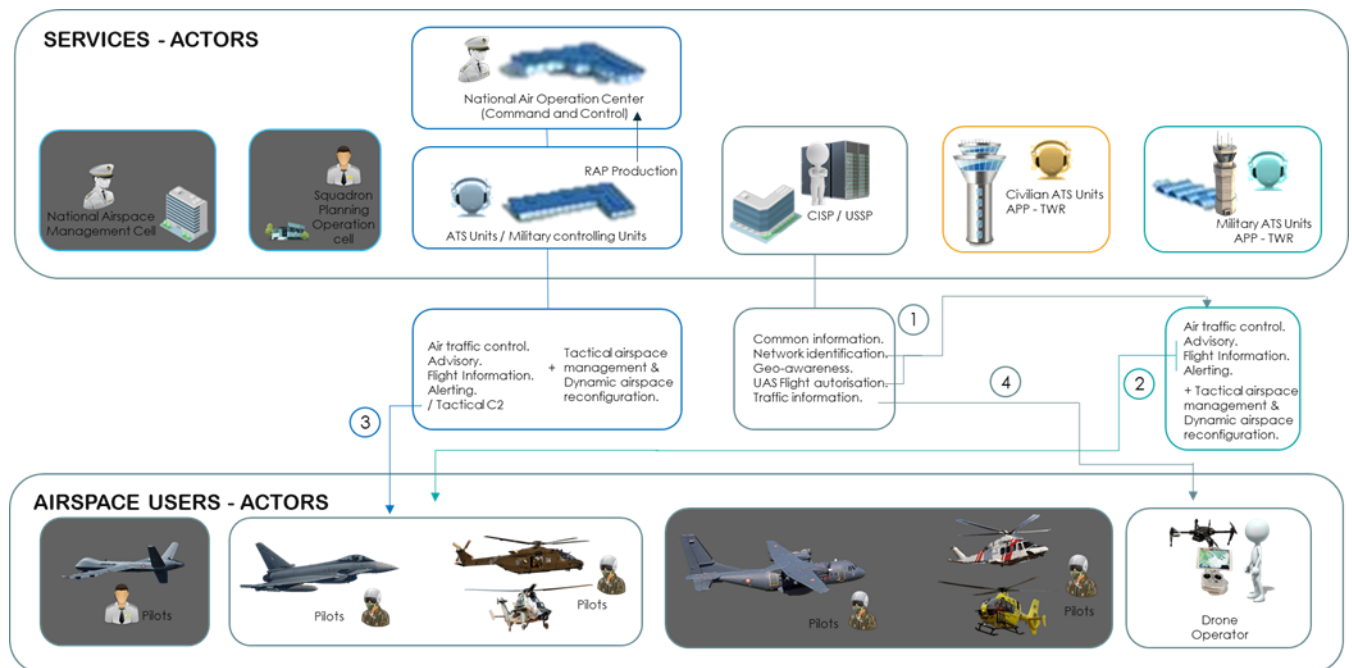 SERVICES - ACTORS
National Air Operation Center
(Command and Control)
RAP Production
ATS Units / Military controlling Units
National Airspace
Management Cell
Squadron
Planning
Operation
cell
CISP / USSP
Civilian ATS Units
APP - TWR
Military ATS Units
APP - TWR
Air traffic control.
Advisory.
Flight Information.
Alerting.
/ Tactical C2
+ Tactical airspace
management &
Dynamic airspace
reconfiguration.
3
Common information.
Network identification.
Geo-awareness.
UAS Flight autorisation.
Traffic information.
1
4
2
Air traffic control.
Advisory.
Flight Information.
Alerting.
+ Tactical airspace
management &
Dynamic airspace
reconfiguration.
AIRSPACE USERS - ACTORS
Pilots
Pilots
Pilots
Pilots
Pilots
Drone
Operator